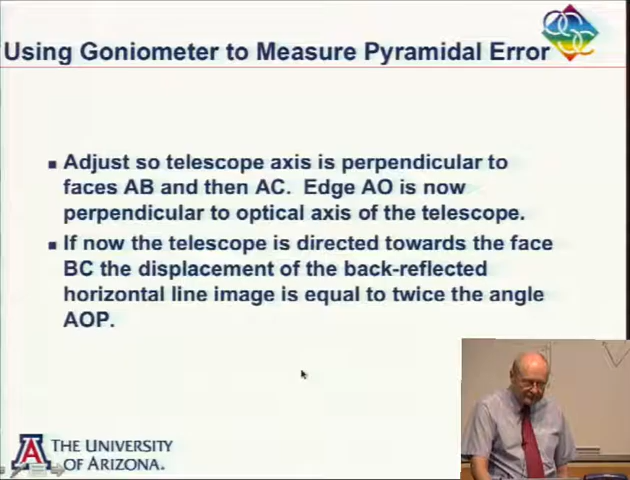 Using Goniometer to Measure Pyramidal Error
■ Adjust so telescope axis is perpendicular to
faces AB and then AC. Edge AO is now
perpendicular to optical axis of the telescope.
■ If now the telescope is directed towards the face
BC the displacement of the back-reflected
horizontal line image is equal to twice the angle
AOP.
A
THE UNIVERSITY
OF ARIZONA.